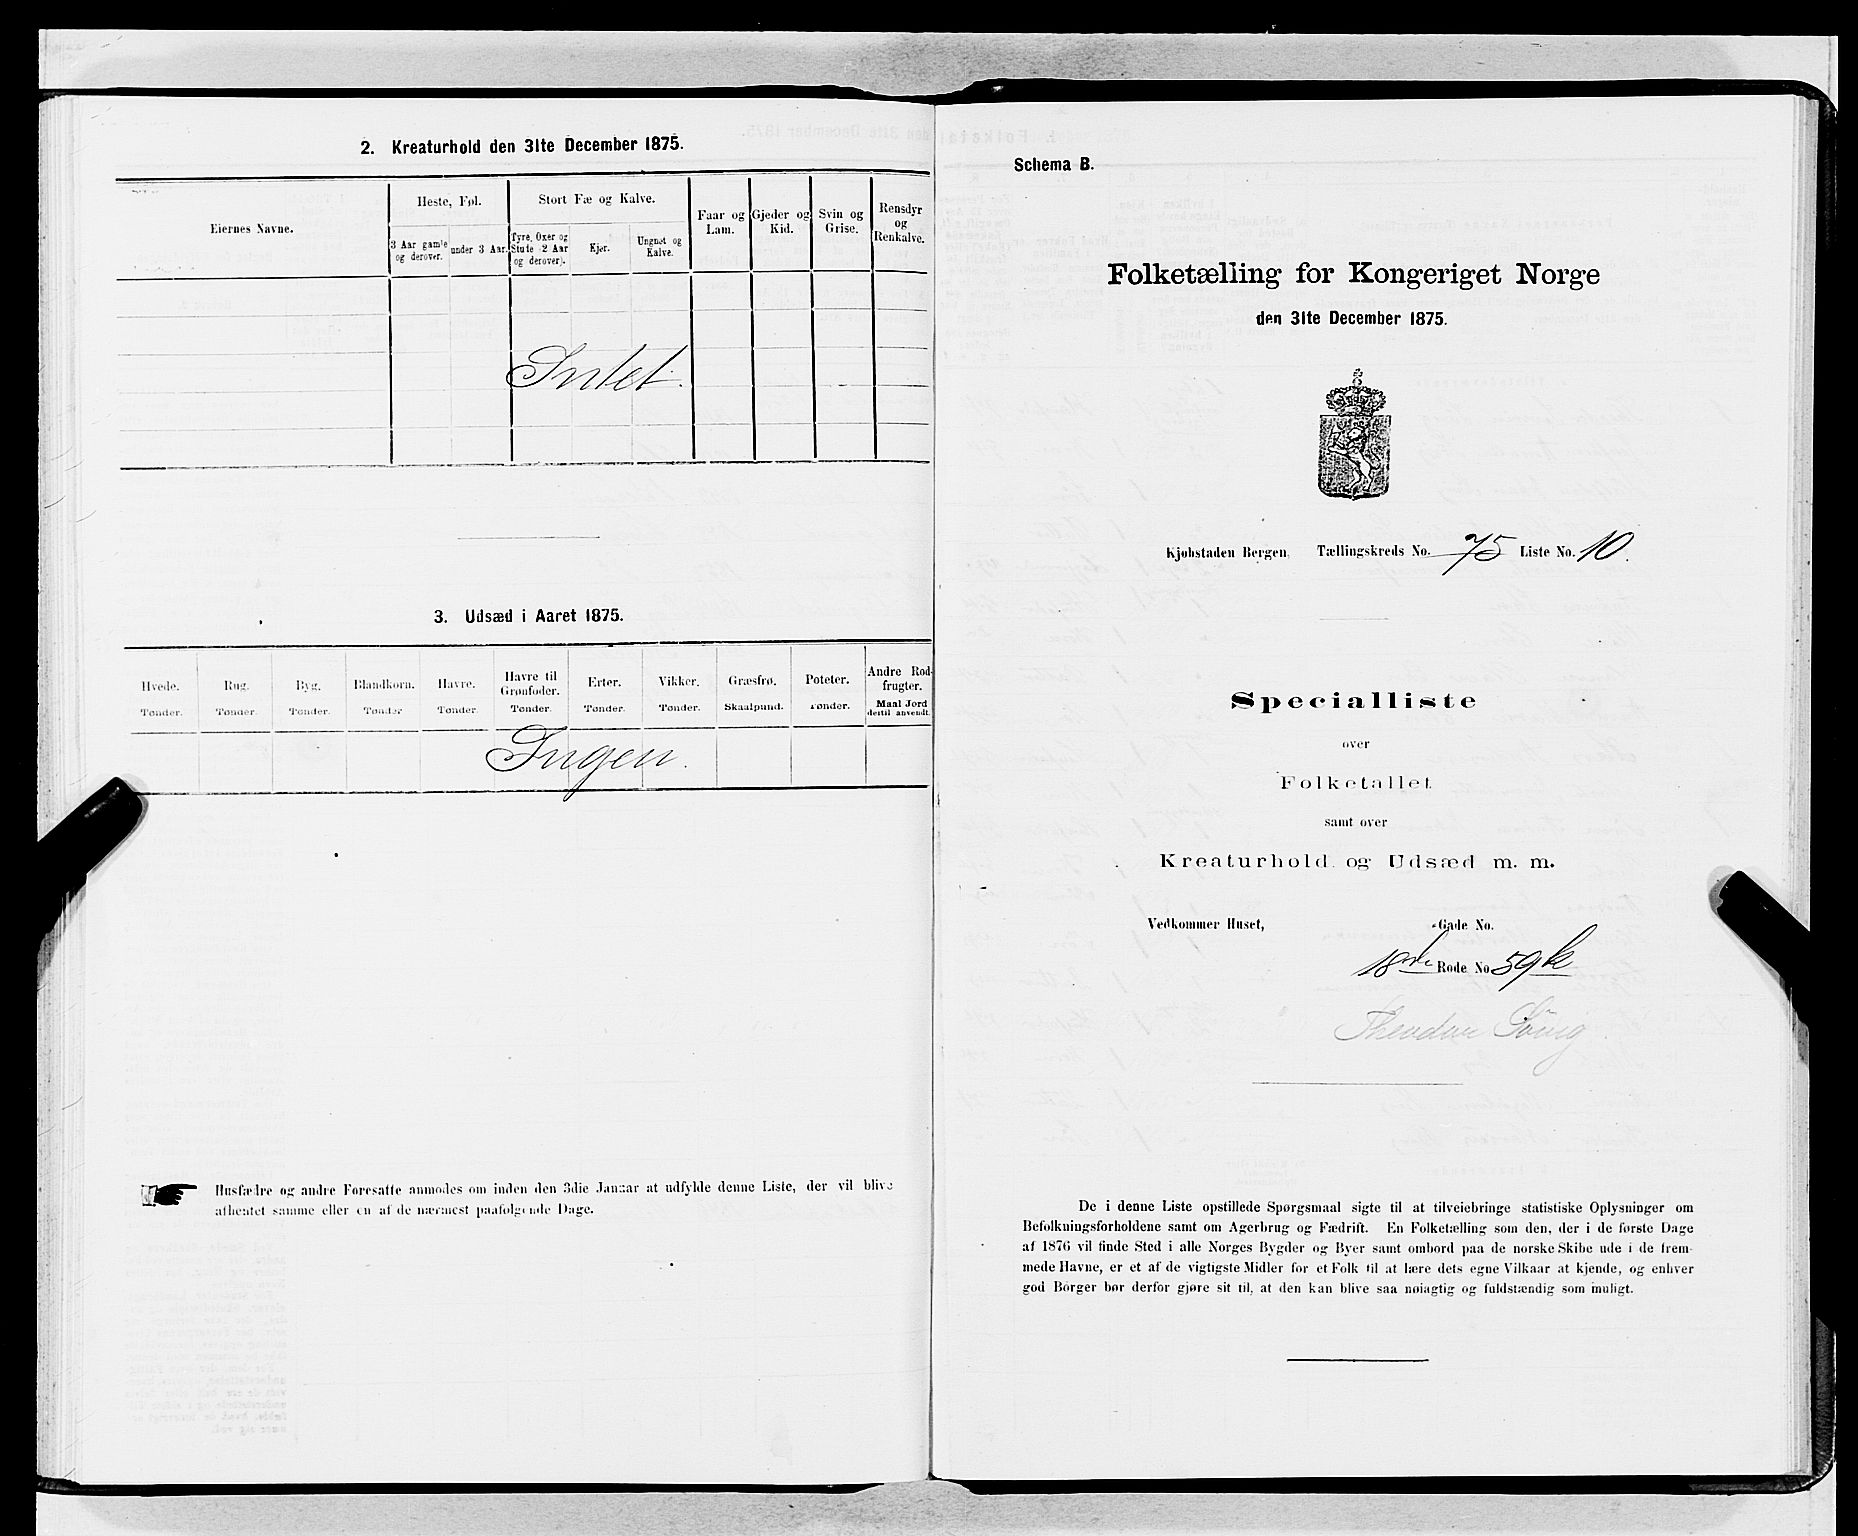 2. Kreaturhold den 31te December 1875.
Eiernes Navne.
Heste, Føl.
Stort Fæ og Kalve.
Faar og Lam.
Gjeder og Kid.
Svin og Grise.
Rensdyr og Renkalve.
3 Aar gamle og derover.
under 3 Aar.
Tyre, Oxer og Stude (2 Aar og derover).
Kjør.
Ungnøt og Kalve.
Intet.
3. Udsæd i Aaret 1875.
Hvede. Rug. Byg. Blandkorn. Havre. Havre til Grønfoder. Erter. Vikker. Græsfrø. Poteter. Andre Rodfrugter.
Tønder. Tønder. Tønder. Tønder Tønder. Tønder. Tønder. Tønder. Skaalpund. Tønder. Maal Jord dertil anvendt.
Ingen.
Husfædre og andre Foresatte anmodes om inden den 3die Januar at udfylde denne Liste, der vil blive
afhentet samme eller en af de nærmest paafølgende Dage.
Schema B.
Folketælling for Kongeriget Norge
den 31te December 1875.
Kjøbstaden Bergen, Tællingskreds No. 75 Liste No. 10.
Specialliste
over
Folketallet
samt over
Kreaturhold og Udsæd m. m.
Vedkommer Huset, -Gade No.
18de Rode No 59k
Theodor
De i denne Liste opstillede Spørgsmaal sigte til at tilveiebringe statistiske Oplysninger om
Befolkningsforholdene samt om Agerbrug og Fædrift. En Folketælling som den, der i de første Dage
af 1876 vil finde Sted i alle Norges Bygder og Byer samt ombord paa de norske Skibe ude i de frem-
mede Havne, er et af de vigtigste Midler for et Folk til at lære dets egne Vilkaar at kjende, og enhver
god Borger bør derfor gjøre sit til, at den kan blive saa nøiagtig og fuldstændig som muligt.